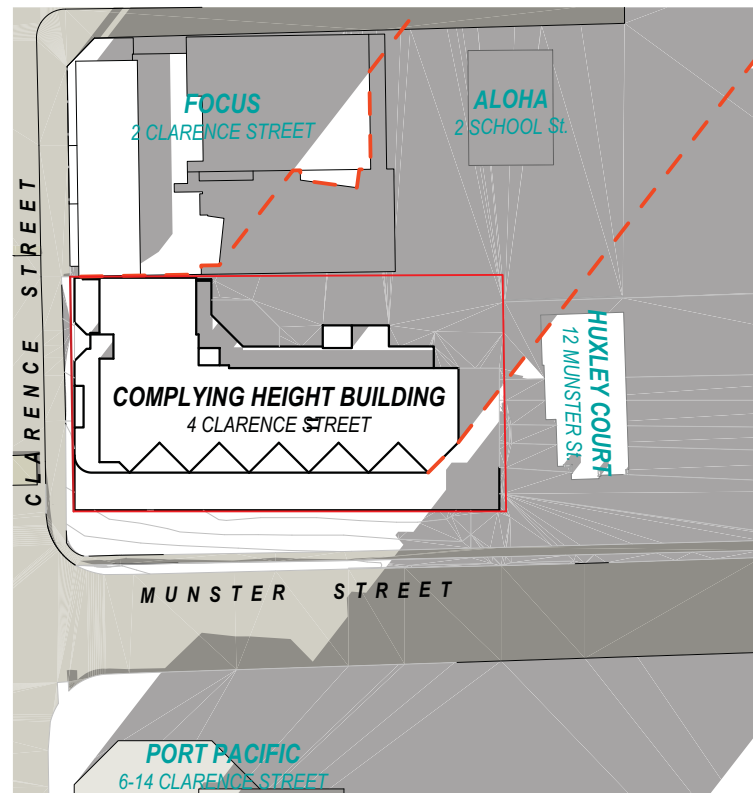 FOCUS
2 CLARENCE STREET
ALOHA
2 SCHOOL St.
CLARENCE STREET
HUXLEY COURT
12 MUNSTER St.
COMPLYING HEIGHT BUILDING
4 CLARENCE STREET
MUNSTER STREET
PORT PACIFIC
6-14 CLARENCE STREET